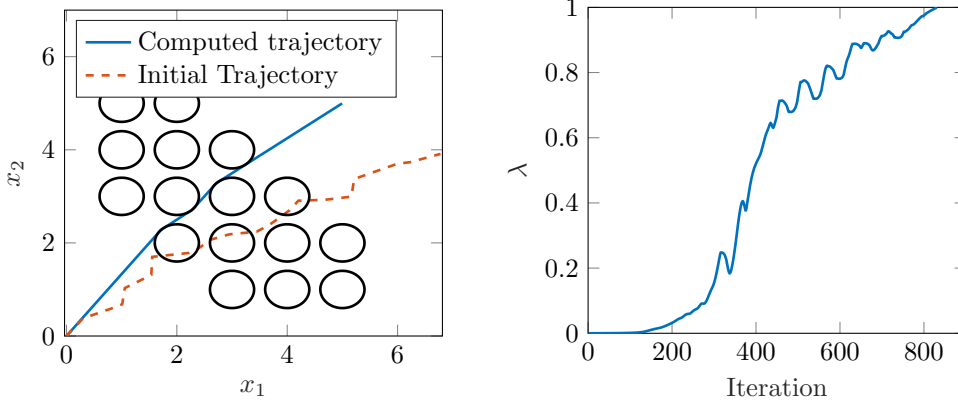 Computed trajectory
Initial Trajectory
6
4
2
0
0 2 4 6
x₁
x₂
1
0.8
0.6
0.4
0.2
0
0 200 400 600 800
Iteration
λ